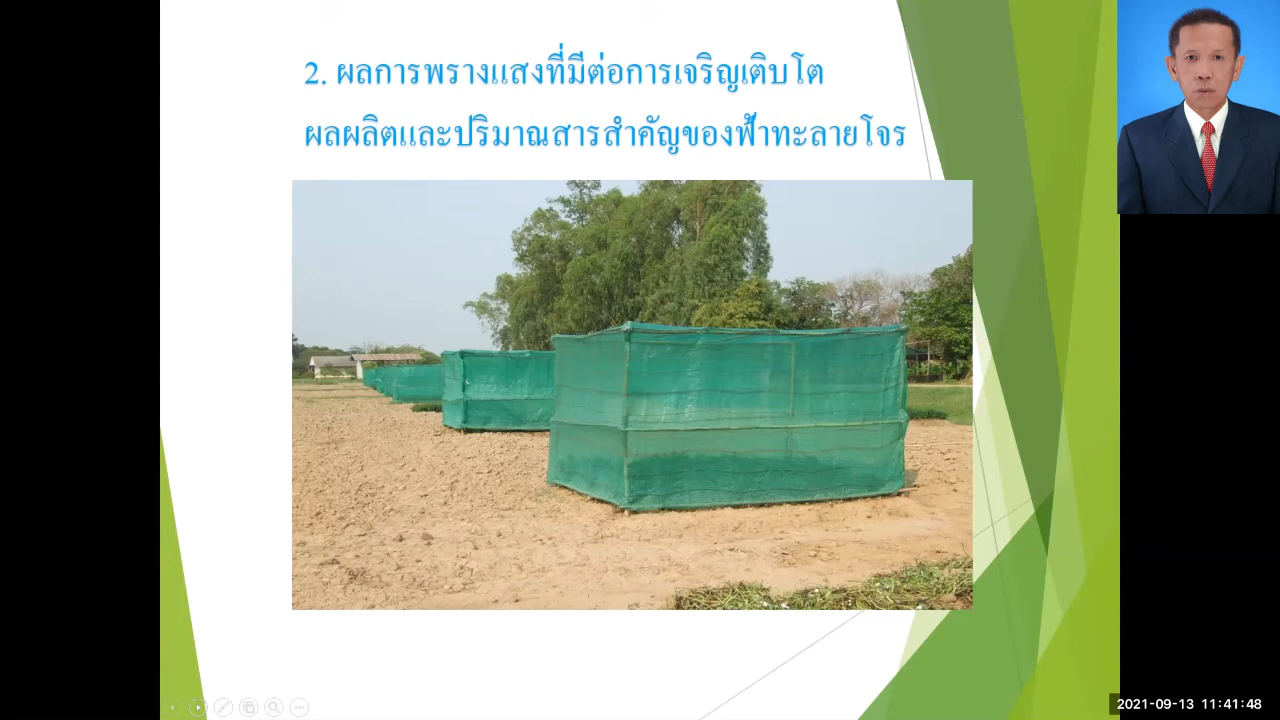 2. ผลการพรางแสงที่มีต่อการเจริญเติบโต
ผลผลิตและปริมาณสารสำคัญของฟ้าทะลายโจร
2021-09-13 11:41:48